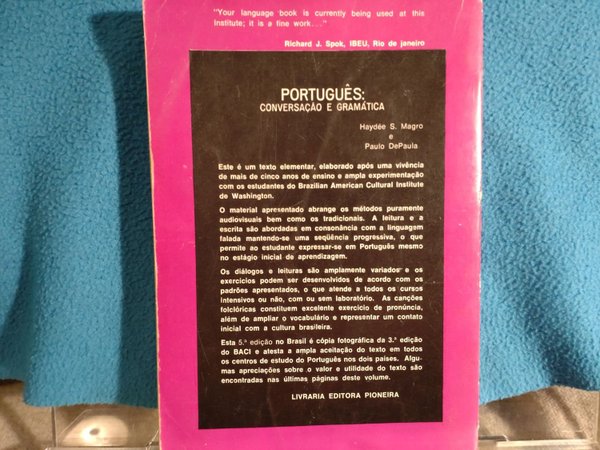 "Your language book is currently being used at this
Institute; it is a fine work. . ."
Richard J. Spok, IBEU, Rio de janeiro
PORTUGUÊS:
CONVERSAÇÃO E GRAMÁTICA
Haydée S. Magro
e
Paulo DePaula
Este é um texto elementar, elaborado após uma vivência
de mais de cinco anos de ensino e ampla experimentação
com os estudantes do Brazilian American Cultural Institute
de Washington.
O material apresentado abrange os métodos puramente
audiovisuais bem como os tradicionais. A leitura e a
escrita são abordadas em consonância com a linguagem
falada mantendo-se uma seqüência progressiva, o que
permite ao estudante expressar-se em Português mesmo
no estágio inicial de aprendizagem.
Os diálogos e leituras são amplamente variados e os
exercícios podem ser desenvolvidos de acordo com os
padrões apresentados, o que atende a todos os cursos
intensivos ou não, com ou sem laboratório. As canções
folclóricas constituem excelente exercício de pronúncia,
além de ampliar o vocabulário e representar um contato
inicial com a cultura brasileira.
Esta 5.ª edição no Brasil é cópia fotográfica da 3.ª edição
do BACI e atesta a ampla aceitação do texto em todos
os centros de estudo do Português nos dois países. Algu-
mas apreciações sobre o valor e utilidade do texto são
encontradas nas últimas páginas deste volume.
LIVRARIA EDITORA PIONEIRA